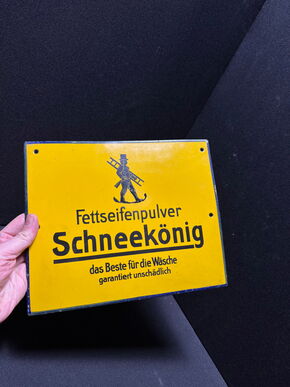 Fettseifenpulver
Schneekönig
das Beste für die Wäsche
garantiert unschädlich